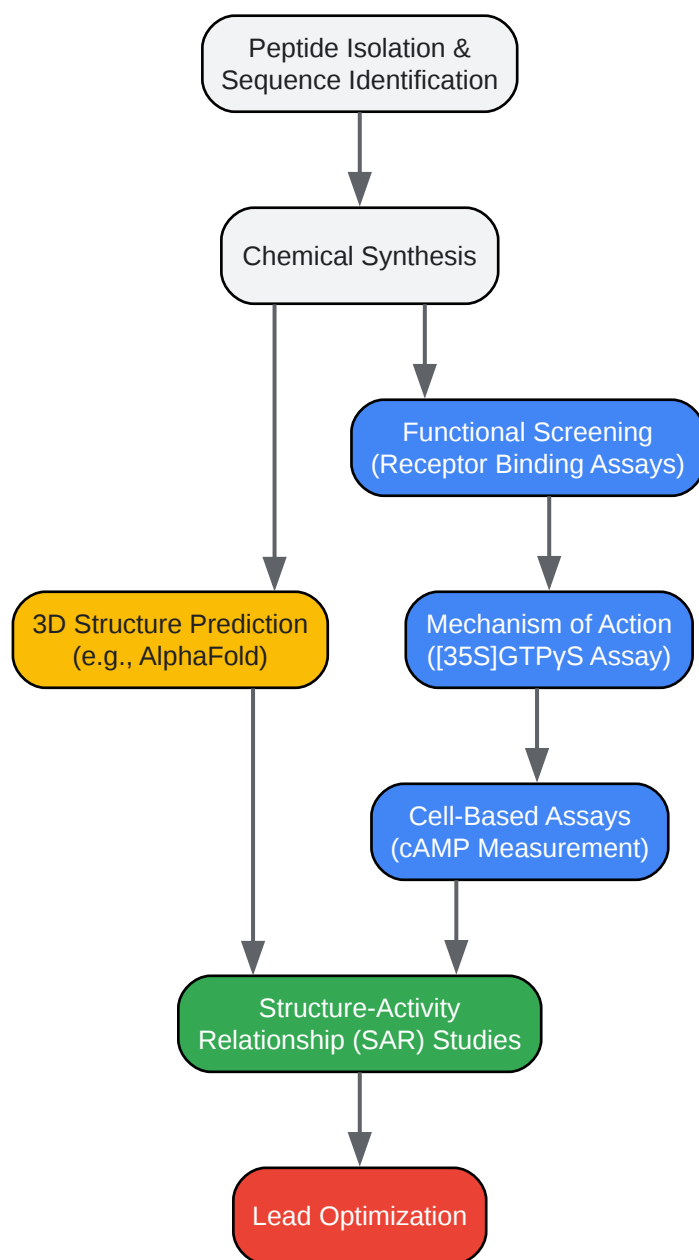 Peptide Isolation &
Sequence Identification
Chemical Synthesis
Functional Screening
(Receptor Binding Assays)
3D Structure Prediction
(e.g., AlphaFold)
Mechanism of Action
([35S]GTPγS Assay)
Cell-Based Assays
(cAMP Measurement)
Structure-Activity
Relationship (SAR) Studies
Lead Optimization